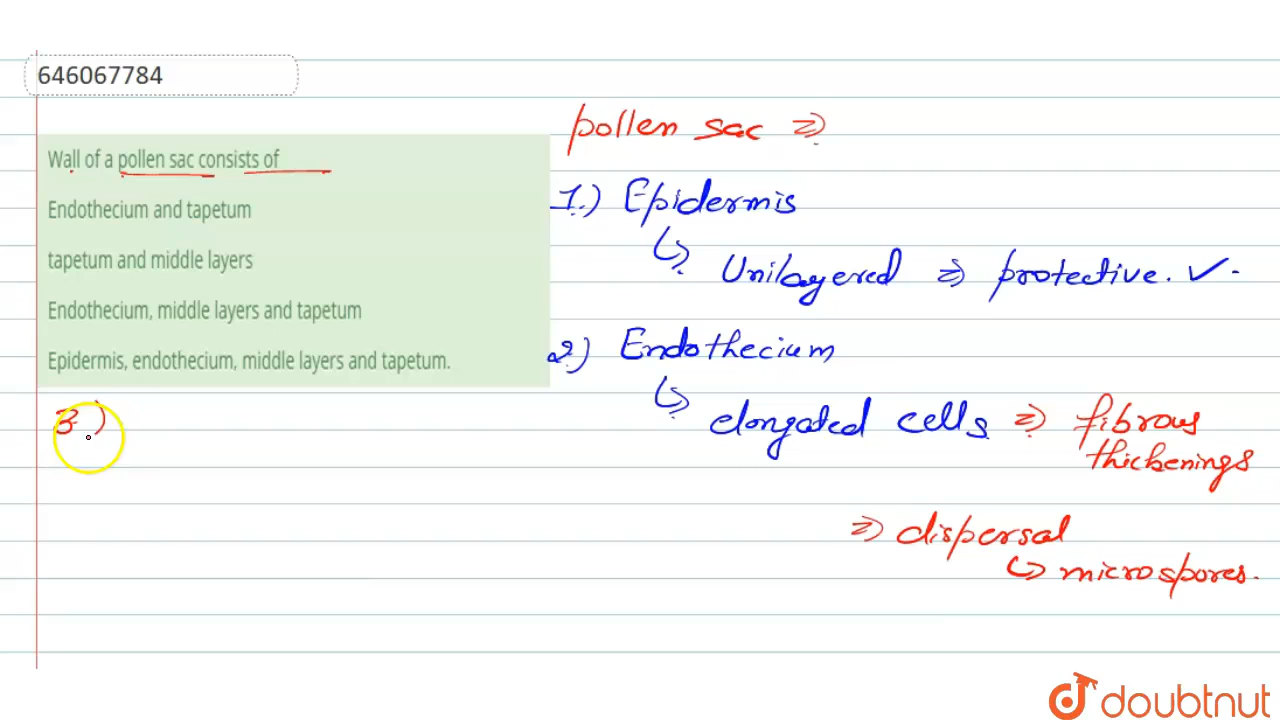 646067784
Wall of a pollen sac consists of
Endothecium and tapetum
tapetum and middle layers
Endothecium, middle layers and tapetum
Epidermis, endothecium, middle layers and tapetum.
pollen sac ⇒
1.) Epidermis
↳ Unilayered ⇒ protective. ✓
2.) Endothecium
↳ elongated cells ⇒ fibrous
thickenings
⇒ dispersal
↳ microspores.
3.)
doubtnut